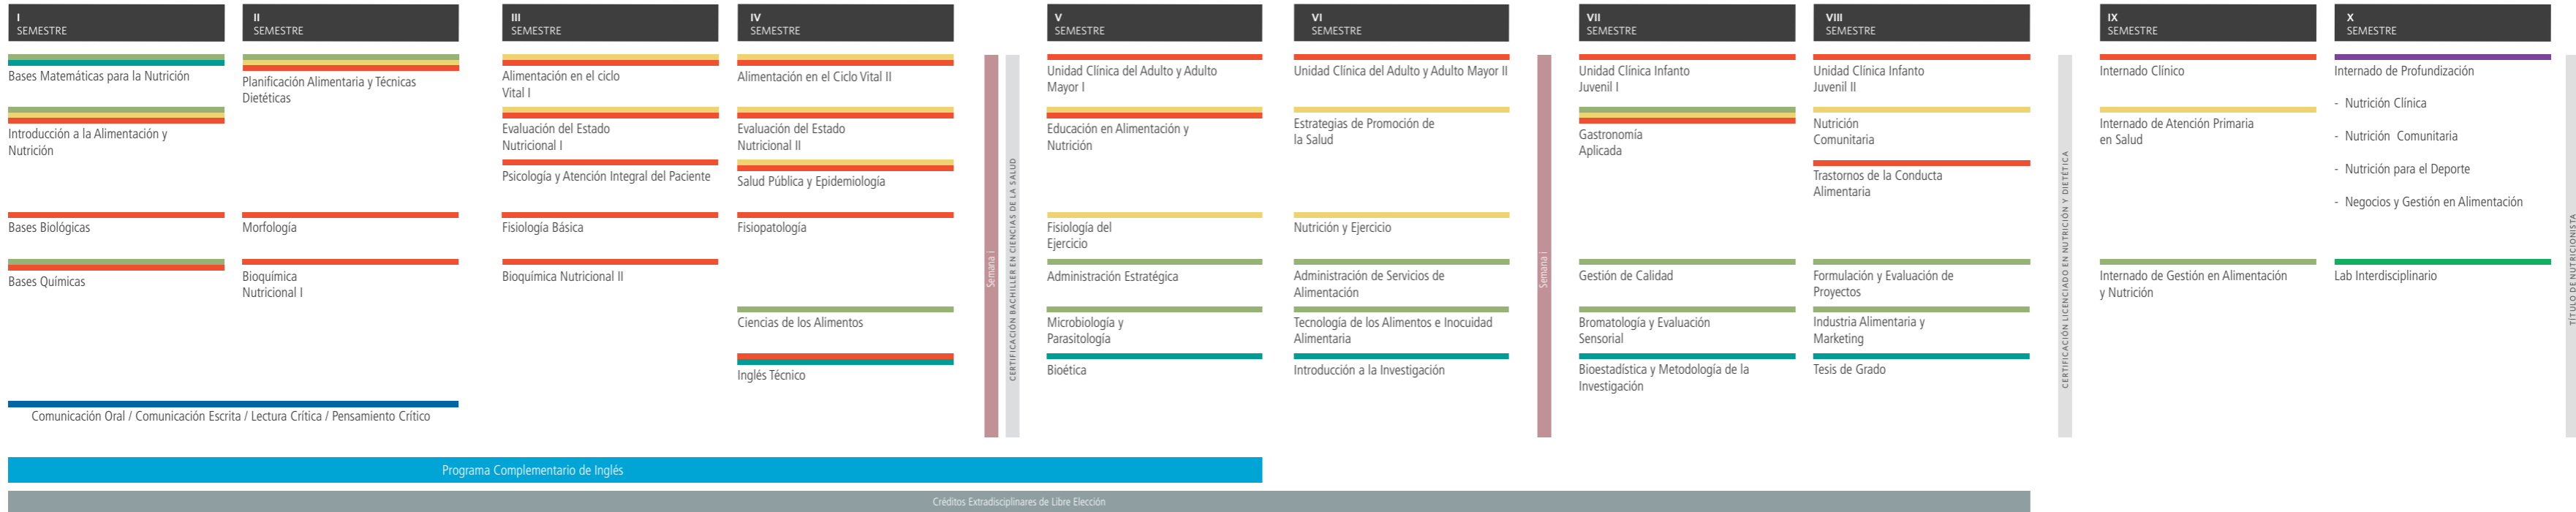 I
SEMESTRE
Bases Matemáticas para la Nutrición
Introducción a la Alimentación y
Nutrición
Bases Biológicas
Bases Químicas
II
SEMESTRE
Planificación Alimentaria y Técnicas
Dietéticas
Morfología
Bioquímica
Nutricional I
Comunicación Oral / Comunicación Escrita / Lectura Crítica / Pensamiento Crítico
III
SEMESTRE
Alimentación en el ciclo
Vital I
Evaluación del Estado
Nutricional I
Psicología y Atención Integral del Paciente
Fisiología Básica
Bioquímica Nutricional II
IV
SEMESTRE
Alimentación en el Ciclo Vital II
Evaluación del Estado
Nutricional II
Salud Pública y Epidemiología
Fisiopatología
Ciencias de los Alimentos
Inglés Técnico
Semana i
CERTIFICACIÓN BACHILLER EN CIENCIAS DE LA SALUD
V
SEMESTRE
Unidad Clínica del Adulto y Adulto
Mayor I
Educación en Alimentación y
Nutrición
Fisiología del
Ejercicio
Administración Estratégica
Microbiología y
Parasitología
Bioética
VI
SEMESTRE
Unidad Clínica del Adulto y Adulto Mayor II
Estrategias de Promoción de
la Salud
Nutrición y Ejercicio
Administración de Servicios de
Alimentación
Tecnología de los Alimentos e Inocuidad
Alimentaria
Introducción a la Investigación
Semana i
VII
SEMESTRE
Unidad Clínica Infanto
Juvenil I
Gastronomía
Aplicada
Gestión de Calidad
Bromatología y Evaluación
Sensorial
Bioestadística y Metodología de la
Investigación
VIII
SEMESTRE
Unidad Clínica Infanto
Juvenil II
Nutrición
Comunitaria
Trastornos de la Conducta
Alimentaria
Formulación y Evaluación de
Proyectos
Industria Alimentaria y
Marketing
Tesis de Grado
CERTIFICACIÓN LICENCIADO EN NUTRICIÓN Y DIETÉTICA
IX
SEMESTRE
Internado Clínico
Internado de Atención Primaria
en Salud
Internado de Gestión en Alimentación
y Nutrición
X
SEMESTRE
Internado de Profundización
- Nutrición Clínica
- Nutrición Comunitaria
- Nutrición para el Deporte
- Negocios y Gestión en Alimentación
Lab Interdisciplinario
TÍTULO DE NUTRICIONISTA
Programa Complementario de Inglés
Créditos Extradisciplinares de Libre Elección